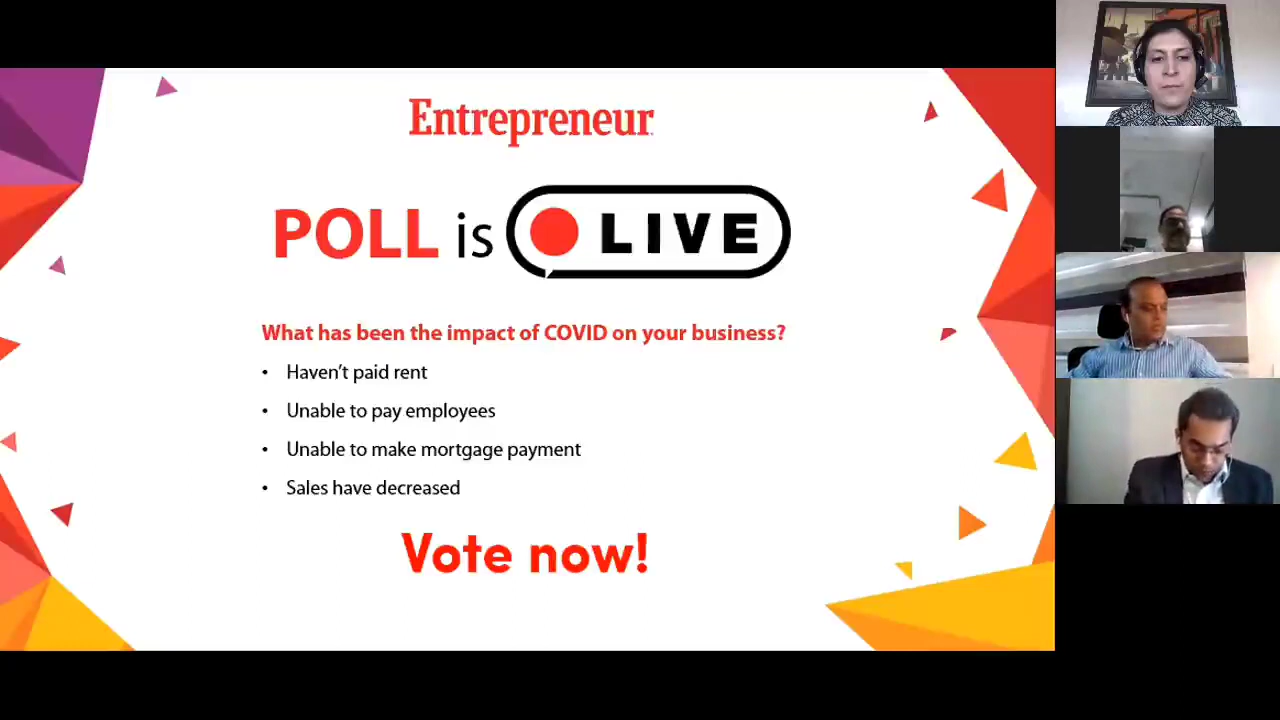 Entrepreneur
POLL is LIVE
What has been the impact of COVID on your business?
• Haven't paid rent
• Unable to pay employees
• Unable to make mortgage payment
• Sales have decreased
Vote now!